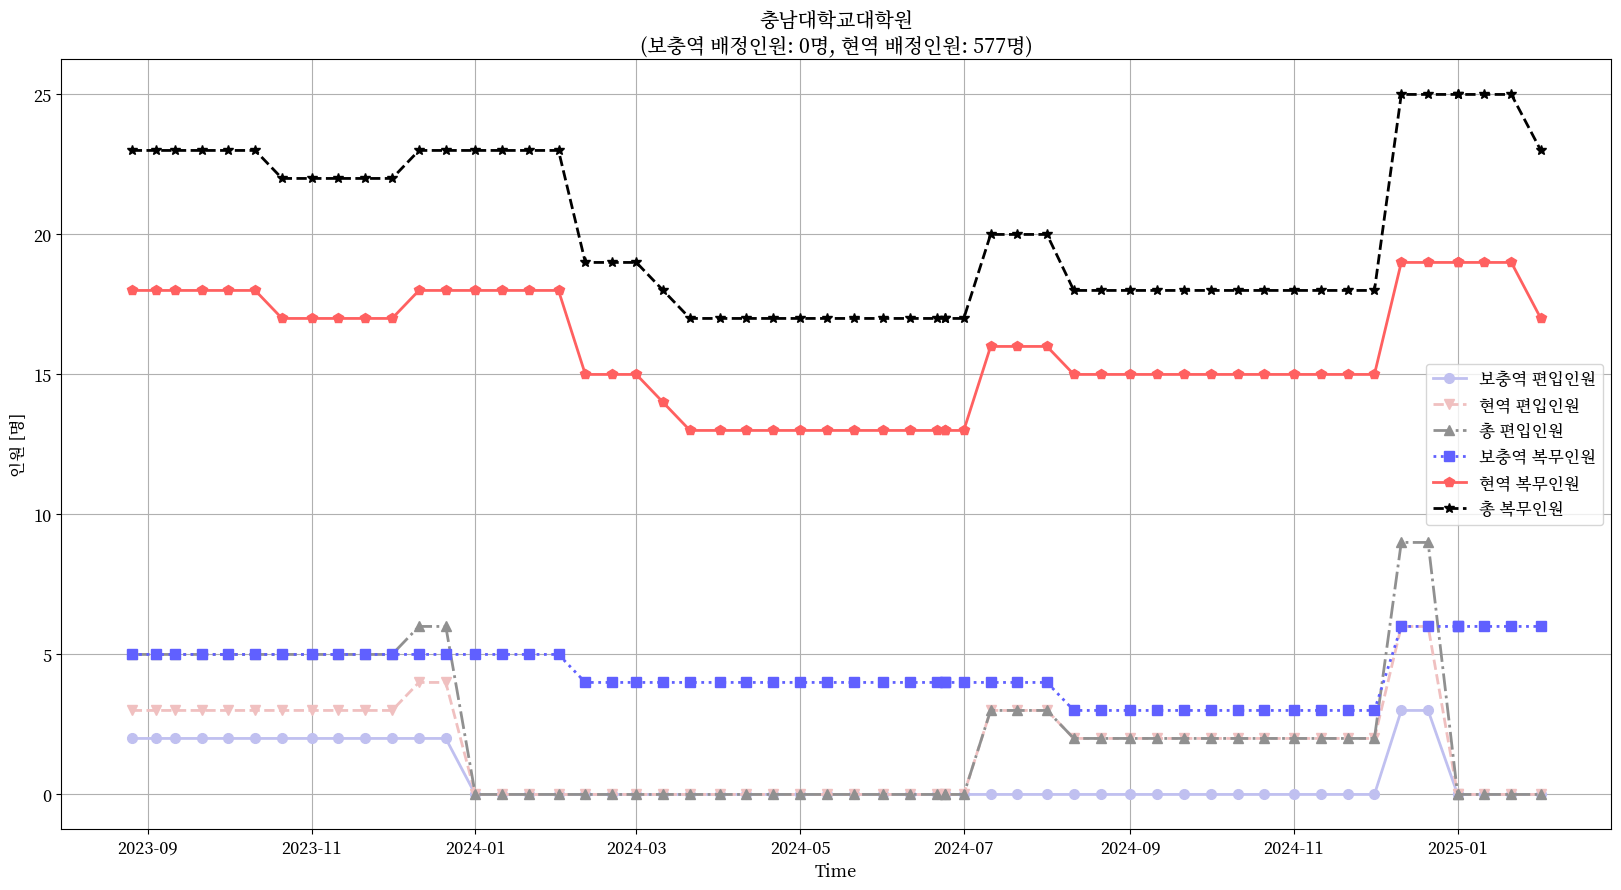 충남대학교대학원
(보충역 배정인원: 0명, 현역 배정인원: 577명)
25
20
15
10
5
0
인원 [명]
보충역 편입인원
현역 편입인원
총 편입인원
보충역 복무인원
현역 복무인원
총 복무인원
2023-09
2023-11
2024-01
2024-03
2024-05
2024-07
2024-09
2024-11
2025-01
Time